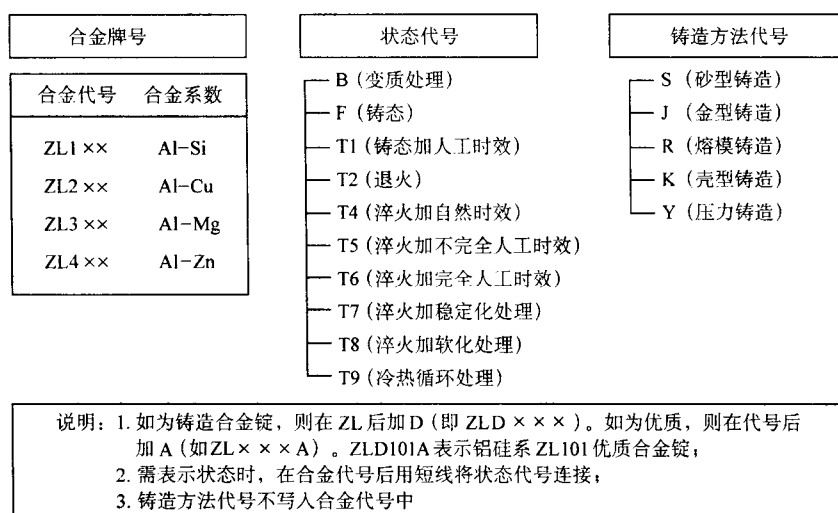 合金牌号
状态代号
铸造方法代号
合金代号 合金系数
ZL1×× Al-Si
ZL2×× Al-Cu
ZL3×× Al-Mg
ZL4×× Al-Zn
B (变质处理)
F (铸态)
T1 (铸态加人工时效)
T2 (退火)
T4 (淬火加自然时效)
T5 (淬火加不完全人工时效)
T6 (淬火加完全人工时效)
T7 (淬火加稳定化处理)
T8 (淬火加软化处理)
T9 (冷热循环处理)
S (砂型铸造)
J (金型铸造)
R (熔模铸造)
K (壳型铸造)
Y (压力铸造)
说明: 1. 如为铸造合金锭，则在ZL后加D (即ZLD×××)。如为优质，则在代号后
加A (如ZL×××A)。ZLD101A表示铝硅系ZL101优质合金锭;
2. 需表示状态时，在合金代号后用短线将状态代号连接;
3. 铸造方法代号不写入合金代号中